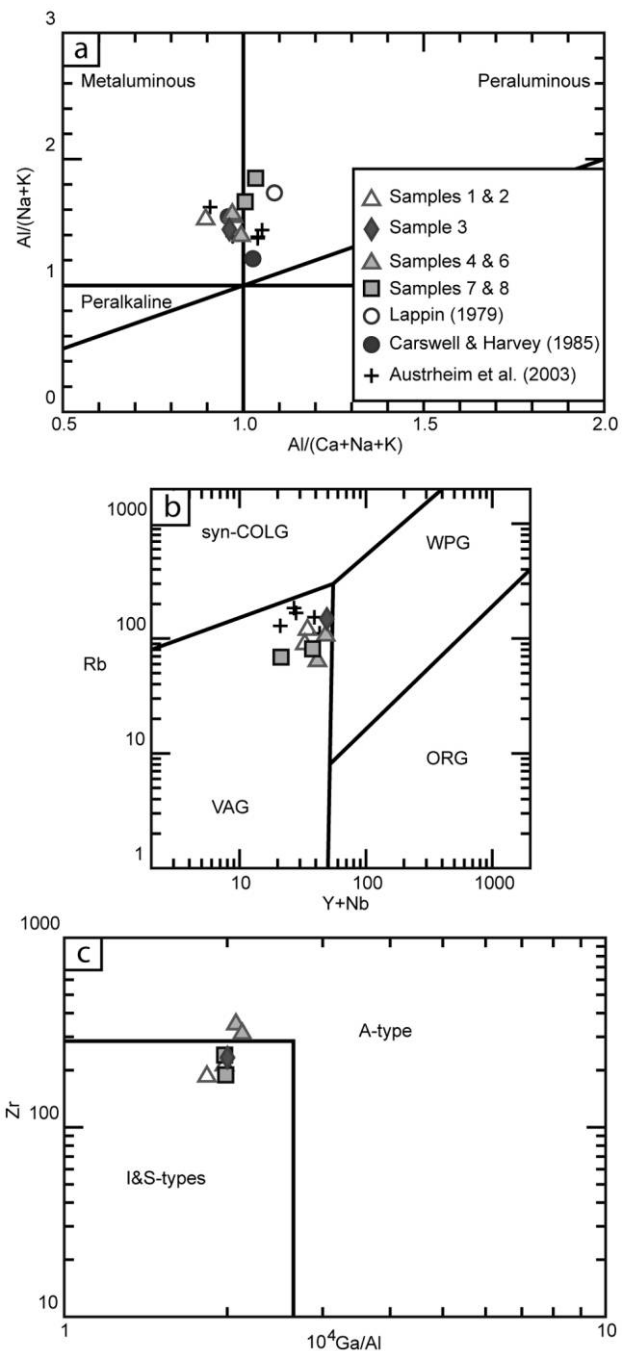 3
a
Metaluminous
Peraluminous
2
Al/(Na+K)
Samples 1 & 2
Sample 3
Samples 4 & 6
1
Samples 7 & 8
Peralkaline
Lappin (1979)
Carswell & Harvey (1985)
Austrheim et al. (2003)
0
0.5
1.0
1.5
2.0
Al/(Ca+Na+K)
b
1000
syn-COLG
WPG
100
Rb
10
ORG
VAG
1
10
100
1000
Y+Nb
1000
c
A-type
Zr
100
I&S-types
10
1
10
10⁴Ga/Al